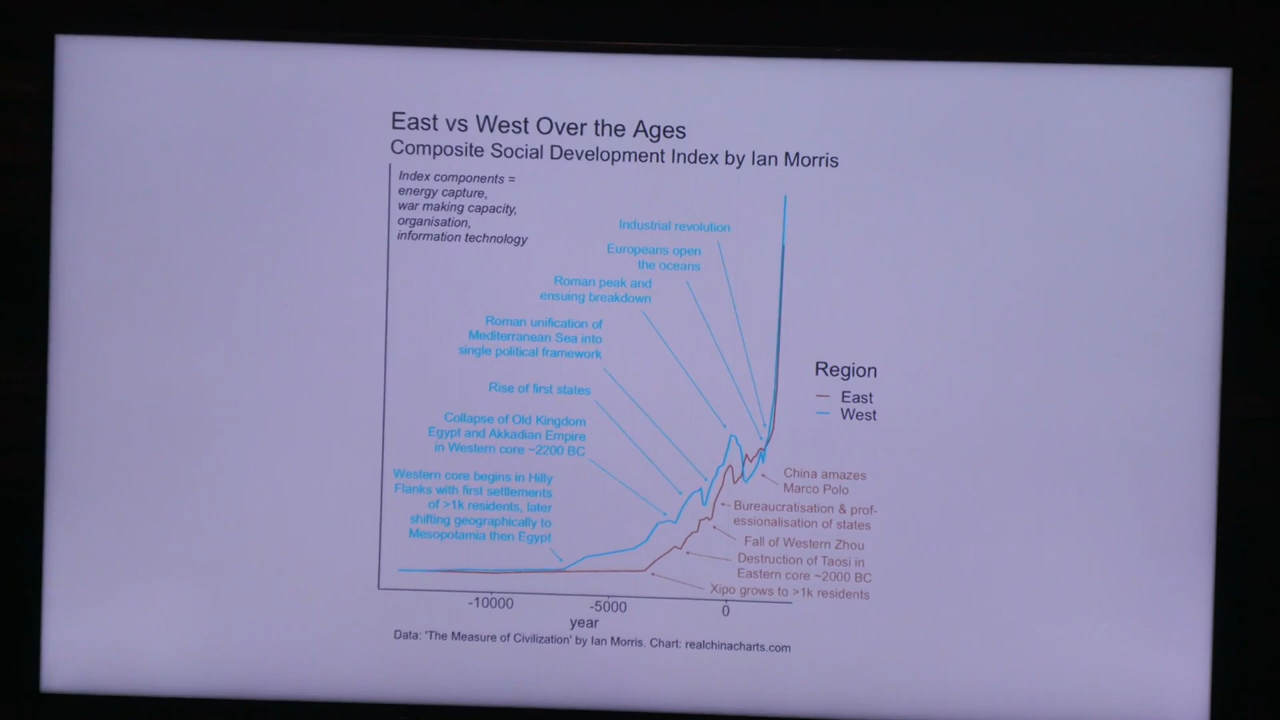 East vs West Over the Ages
Composite Social Development Index by Ian Morris
Index components =
energy capture,
war making capacity,
organisation,
information technology
Industrial revolution
Europeans open
the oceans
Roman peak and
ensuing breakdown
Roman unification of
Mediterranean Sea into
single political framework
Rise of first states
Collapse of Old Kingdom
Egypt and Akkadian Empire
in Western core ~2200 BC
Western core begins in Hilly
Flanks with first settlements
of >1k residents, later
shifting geographically to
Mesopotamia then Egypt
Region
East
West
China amazes
Marco Polo
Bureaucratisation & prof-
essionalisation of states
Fall of Western Zhou
Destruction of Taosi in
Eastern core ~2000 BC
Xipo grows to >1k residents
-10000
-5000
0
year
Data: 'The Measure of Civilization' by Ian Morris. Chart: realchinacharts.com